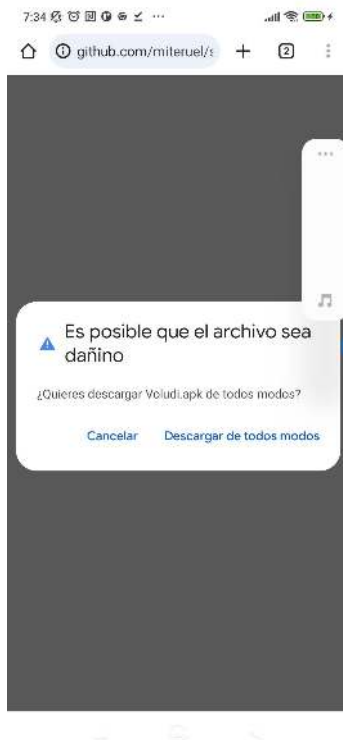 7:34
github.com/miteruel/s
2
Es posible que el archivo sea
dañino
¿Quieres descargar Voludi.apk de todos modos?
Cancelar Descargar de todos modos